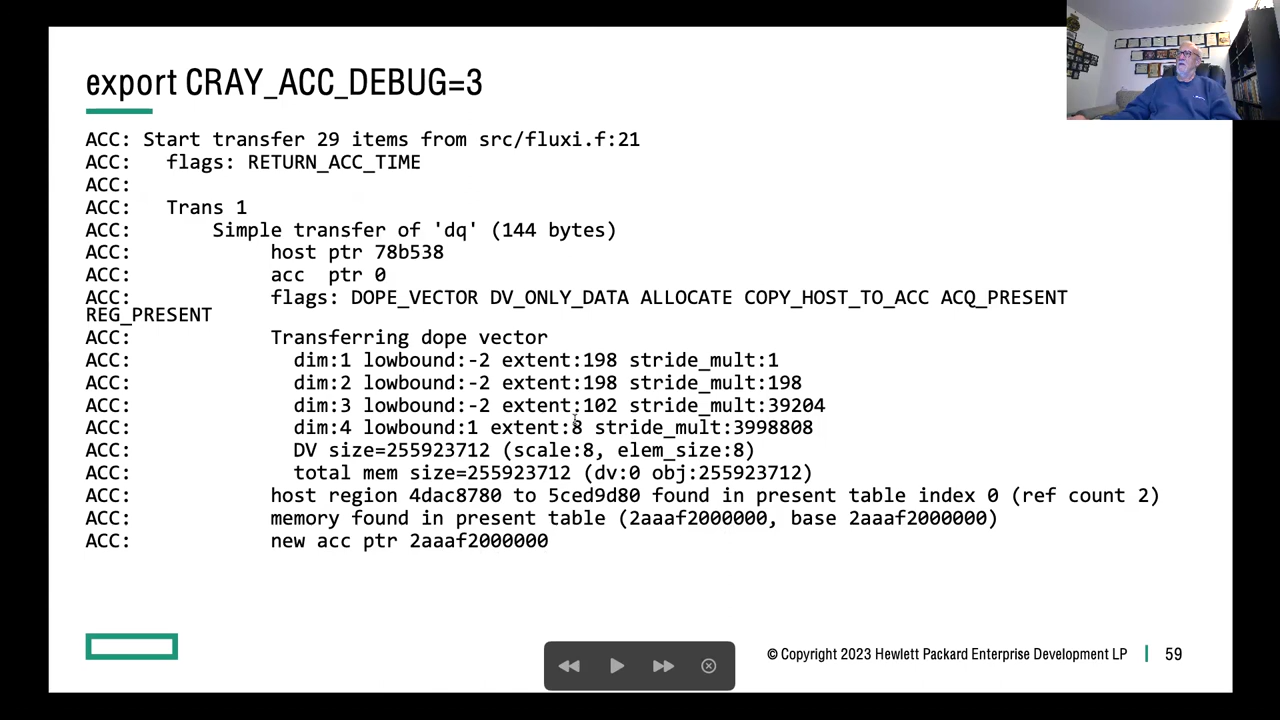 export CRAY_ACC_DEBUG=3
ACC: Start transfer 29 items from src/fluxi.f:21
ACC:   flags: RETURN_ACC_TIME
ACC:
ACC:   Trans 1
ACC:       Simple transfer of 'dq' (144 bytes)
ACC:            host ptr 78b538
ACC:            acc  ptr 0
ACC:            flags: DOPE_VECTOR DV_ONLY_DATA ALLOCATE COPY_HOST_TO_ACC ACQ_PRESENT
REG_PRESENT
ACC:            Transferring dope vector
ACC:              dim:1 lowbound:-2 extent:198 stride_mult:1
ACC:              dim:2 lowbound:-2 extent:198 stride_mult:198
ACC:              dim:3 lowbound:-2 extent:102 stride_mult:39204
ACC:              dim:4 lowbound:1 extent:8 stride_mult:3998808
ACC:              DV size=255923712 (scale:8, elem_size:8)
ACC:              total mem size=255923712 (dv:0 obj:255923712)
ACC:            host region 4dac8780 to 5ced9d80 found in present table index 0 (ref count 2)
ACC:            memory found in present table (2aaaf2000000, base 2aaaf2000000)
ACC:            new acc ptr 2aaaf2000000
© Copyright 2023 Hewlett Packard Enterprise Development LP | 59